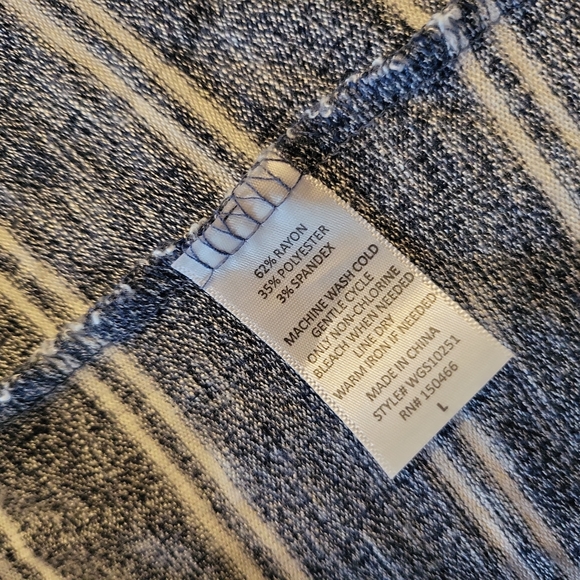 62% RAYON
35% POLYESTER
3% SPANDEX
MACHINE WASH COLD
GENTLE CYCLE
ONLY NON-CHLORINE
BLEACH WHEN NEEDED
LINE DRY
WARM IRON IF NEEDED
MADE IN CHINA
STYLE# WGS10251
RN# 150466
L